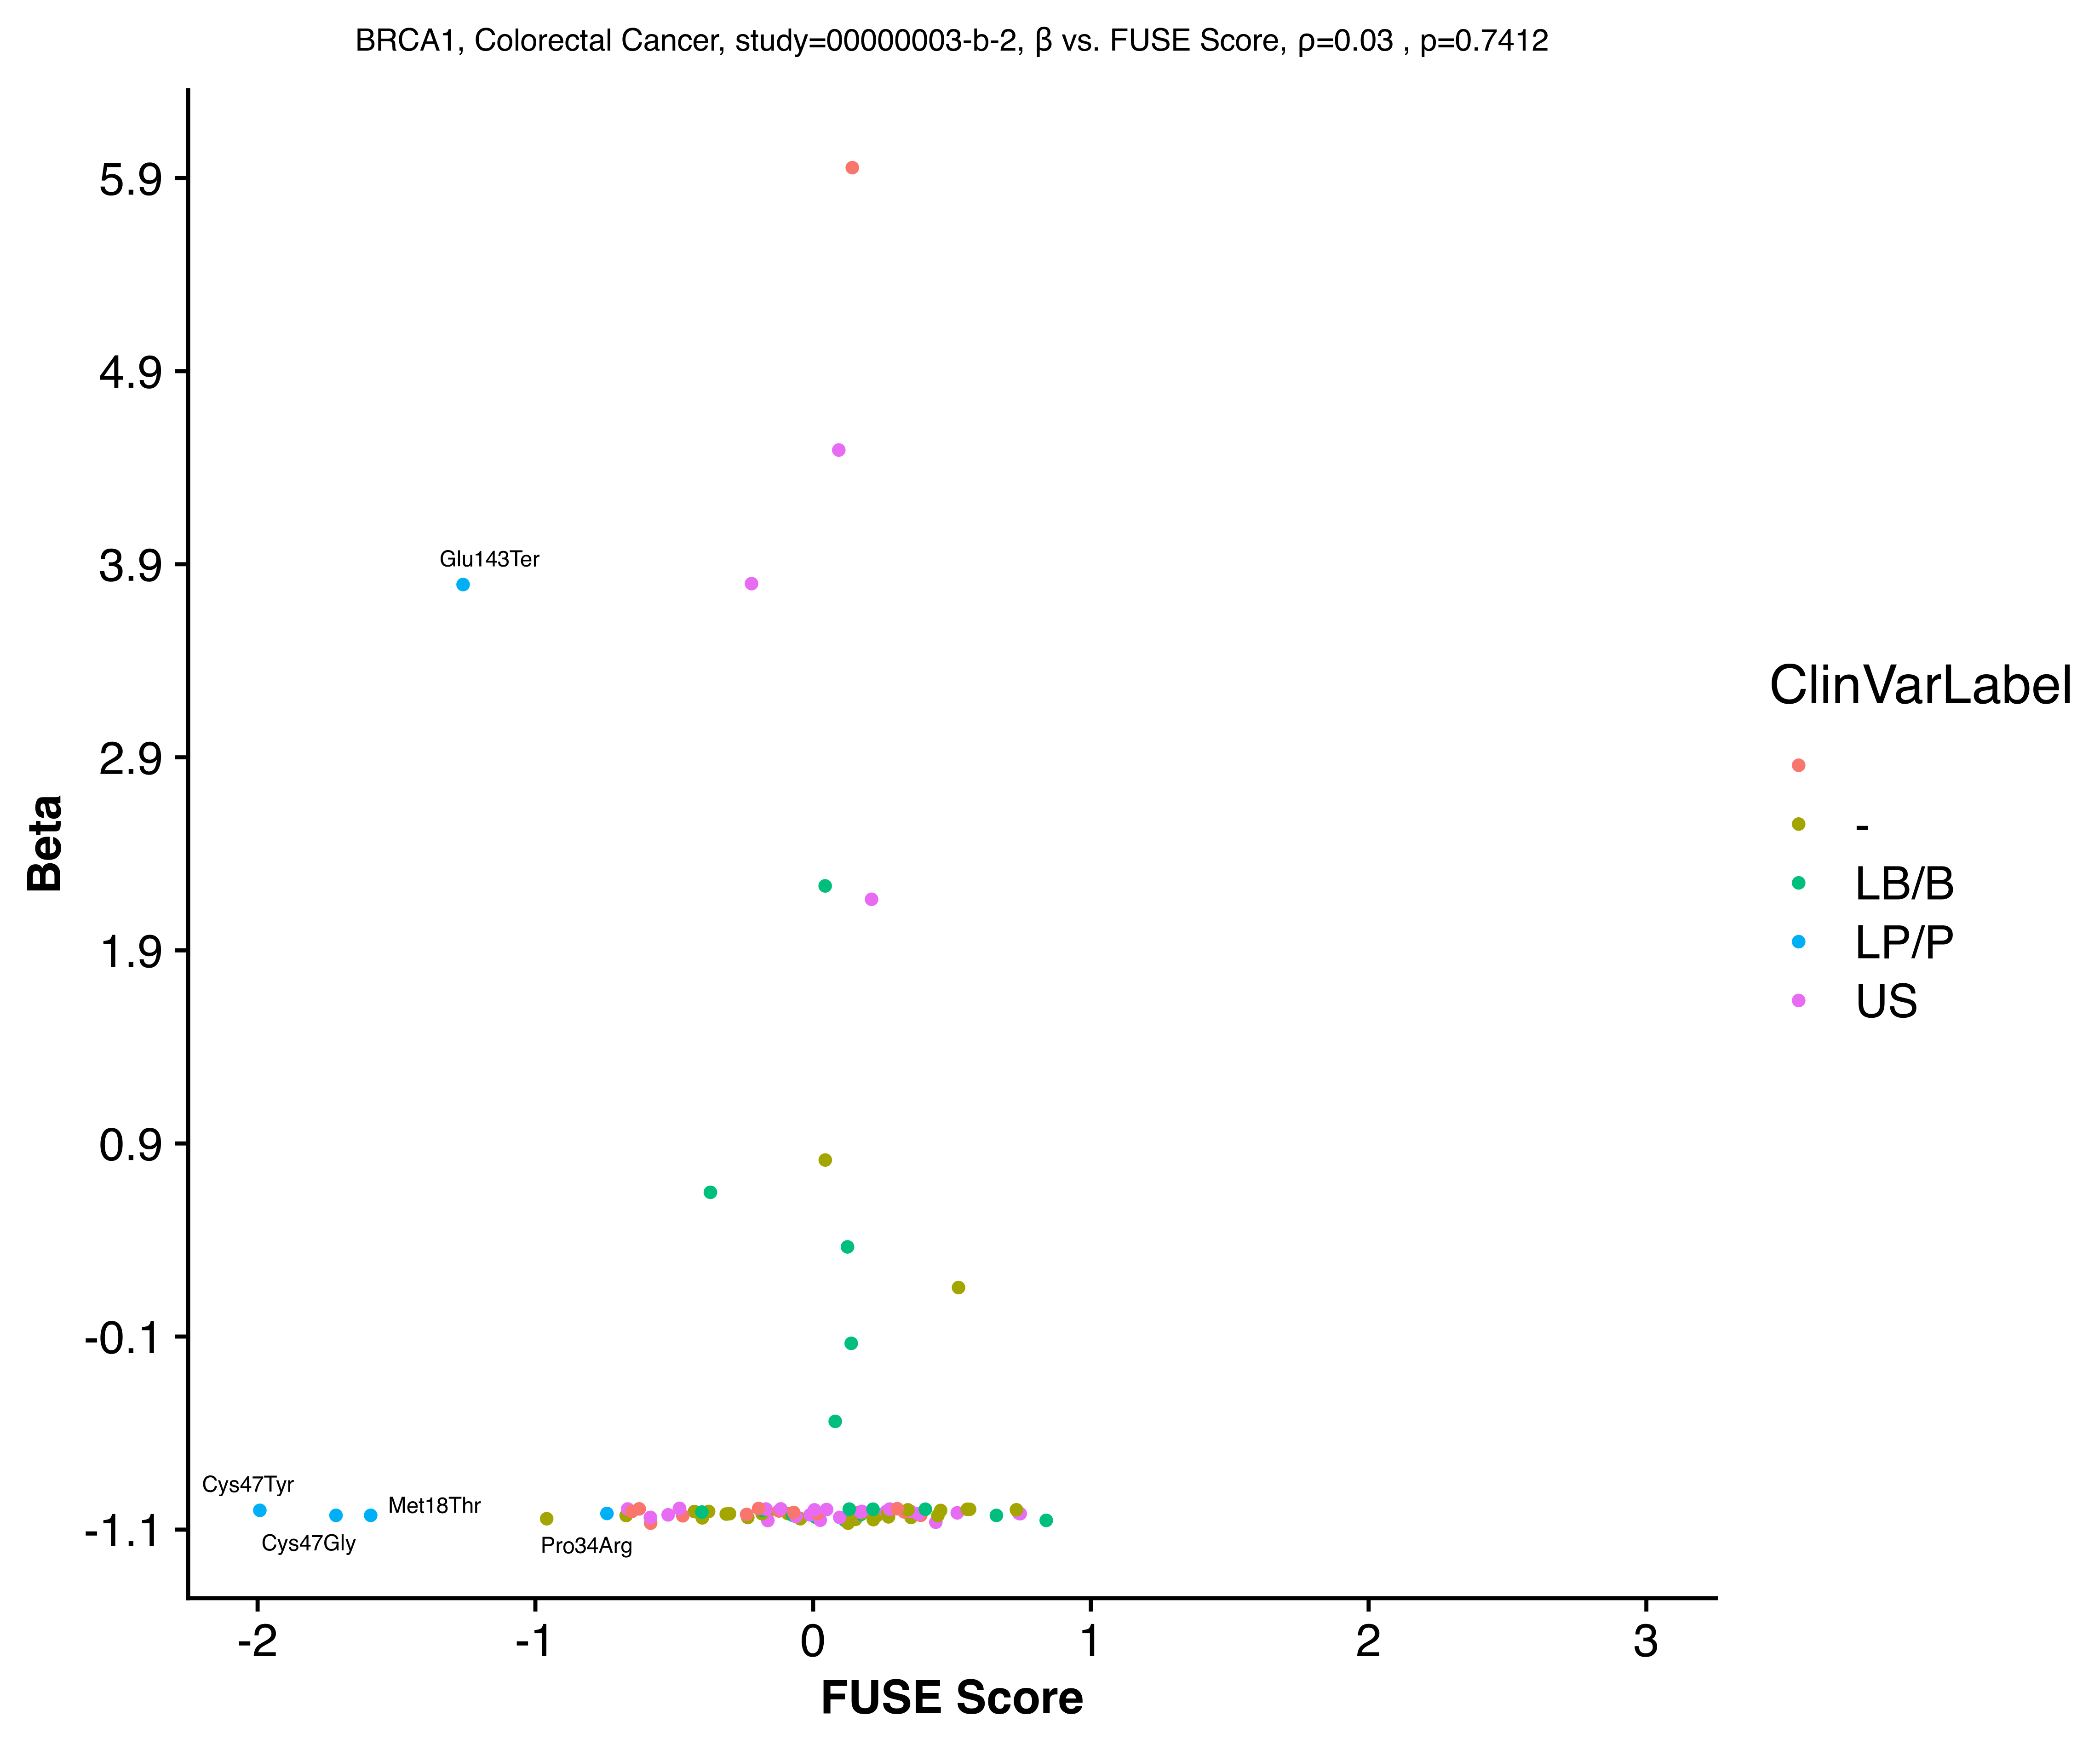 BRCA1, Colorectal Cancer, study=00000003-b-2, β vs. FUSE Score, ρ=0.03 , p=0.7412
5.9
4.9
3.9
2.9
1.9
0.9
-0.1
-1.1
Beta
Glu143Ter
Cys47Tyr
Met18Thr
Cys47Gly
Pro34Arg
-2
-1
0
1
2
3
FUSE Score
ClinVarLabel
-
LB/B
LP/P
US